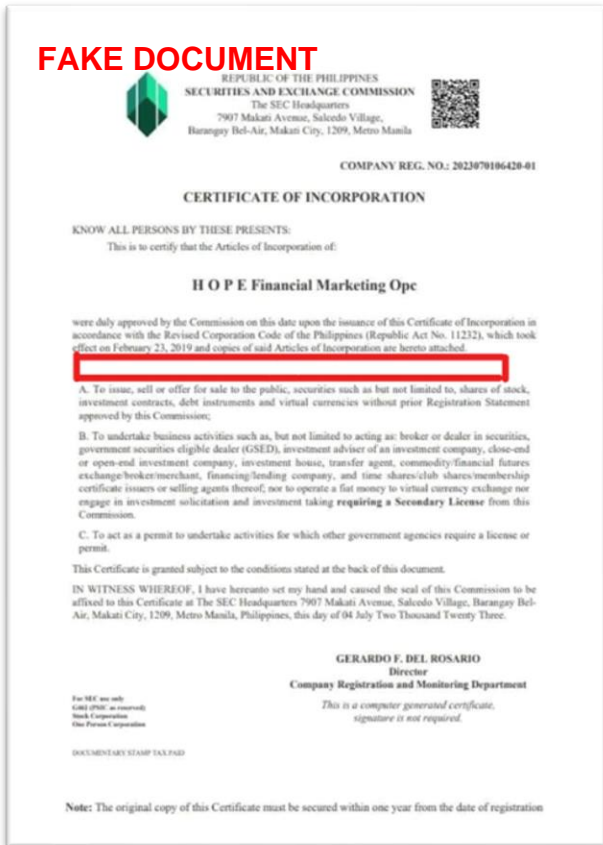 FAKE DOCUMENT
REPUBLIC OF THE PHILIPPINES
SECURITIES AND EXCHANGE COMMISSION
The SEC Headquarters
7907 Makati Avenue, Salcedo Village,
Barangay Bel-Air, Makati City, 1209, Metro Manila
COMPANY REG. NO.: 2023070106420-01
CERTIFICATE OF INCORPORATION
KNOW ALL PERSONS BY THESE PRESENTS:
This is to certify that the Articles of Incorporation of:
H O P E Financial Marketing Opc
were duly approved by the Commission on this date upon the issuance of this Certificate of Incorporation in
accordance with the Revised Corporation Code of the Philippines (Republic Act No. 11232), which took
effect on February 23, 2019 and copies of said Articles of Incorporation are hereto attached.
A. To issue, sell or offer for sale to the public, securities such as but not limited to, shares of stock,
investment contracts, debt instruments and virtual currencies without prior Registration Statement
approved by this Commission;
B. To undertake business activities such as, but not limited to acting as: broker or dealer in securities,
government securities eligible dealer (GSED), investment adviser of an investment company, close-end
or open-end investment company, investment house, transfer agent, commodity/financial futures
exchange/broker/merchant, financing/lending company, and time shares/club shares/membership
certificate issuers or selling agents thereof; nor to operate a fiat money to virtual currency exchange nor
engage in investment solicitation and investment taking requiring a Secondary License from this
Commission.
C. To act as a permit to undertake activities for which other government agencies require a license or
permit.
This Certificate is granted subject to the conditions stated at the back of this document.
IN WITNESS WHEREOF, I have hereunto set my hand and caused the seal of this Commission to be
affixed to this Certificate at The SEC Headquarters 7907 Makati Avenue, Salcedo Village, Barangay Bel-
Air, Makati City, 1209, Metro Manila, Philippines, this day of 04 July Two Thousand Twenty Three.
GERARDO F. DEL ROSARIO
Director
Company Registration and Monitoring Department
This is a computer generated certificate,
signature is not required.
For SEC use only
G461 (PSIC as reserved)
Stock Corporation
One Person Corporation
DOCUMENTARY STAMP TAX PAID
Note: The original copy of this Certificate must be secured within one year from the date of registration